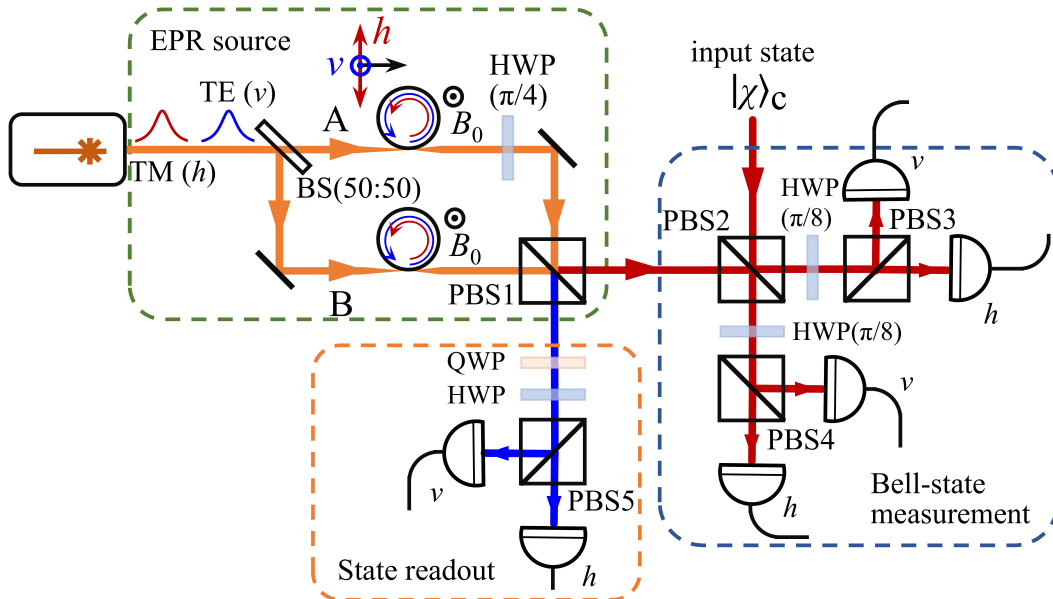 EPR source
h
v
HWP
(π/4)
input state
|χ⟩c
TE (v)
A
B₀
TM (h)
BS(50:50)
B
B₀
PBS1
PBS2
HWP
(π/8)
v
PBS3
h
HWP(π/8)
v
PBS4
h
Bell-state
measurement
QWP
HWP
v
PBS5
h
State readout